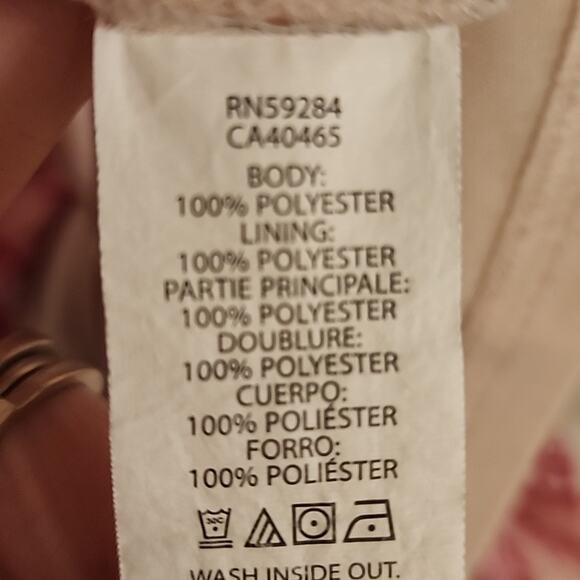 RN59284
CA40465
BODY:
100% POLYESTER
LINING:
100% POLYESTER
PARTIE PRINCIPALE:
100% POLYESTER
DOUBLURE:
100% POLYESTER
CUERPO:
100% POLIÉSTER
FORRO:
100% POLIÉSTER
WASH INSIDE OUT.